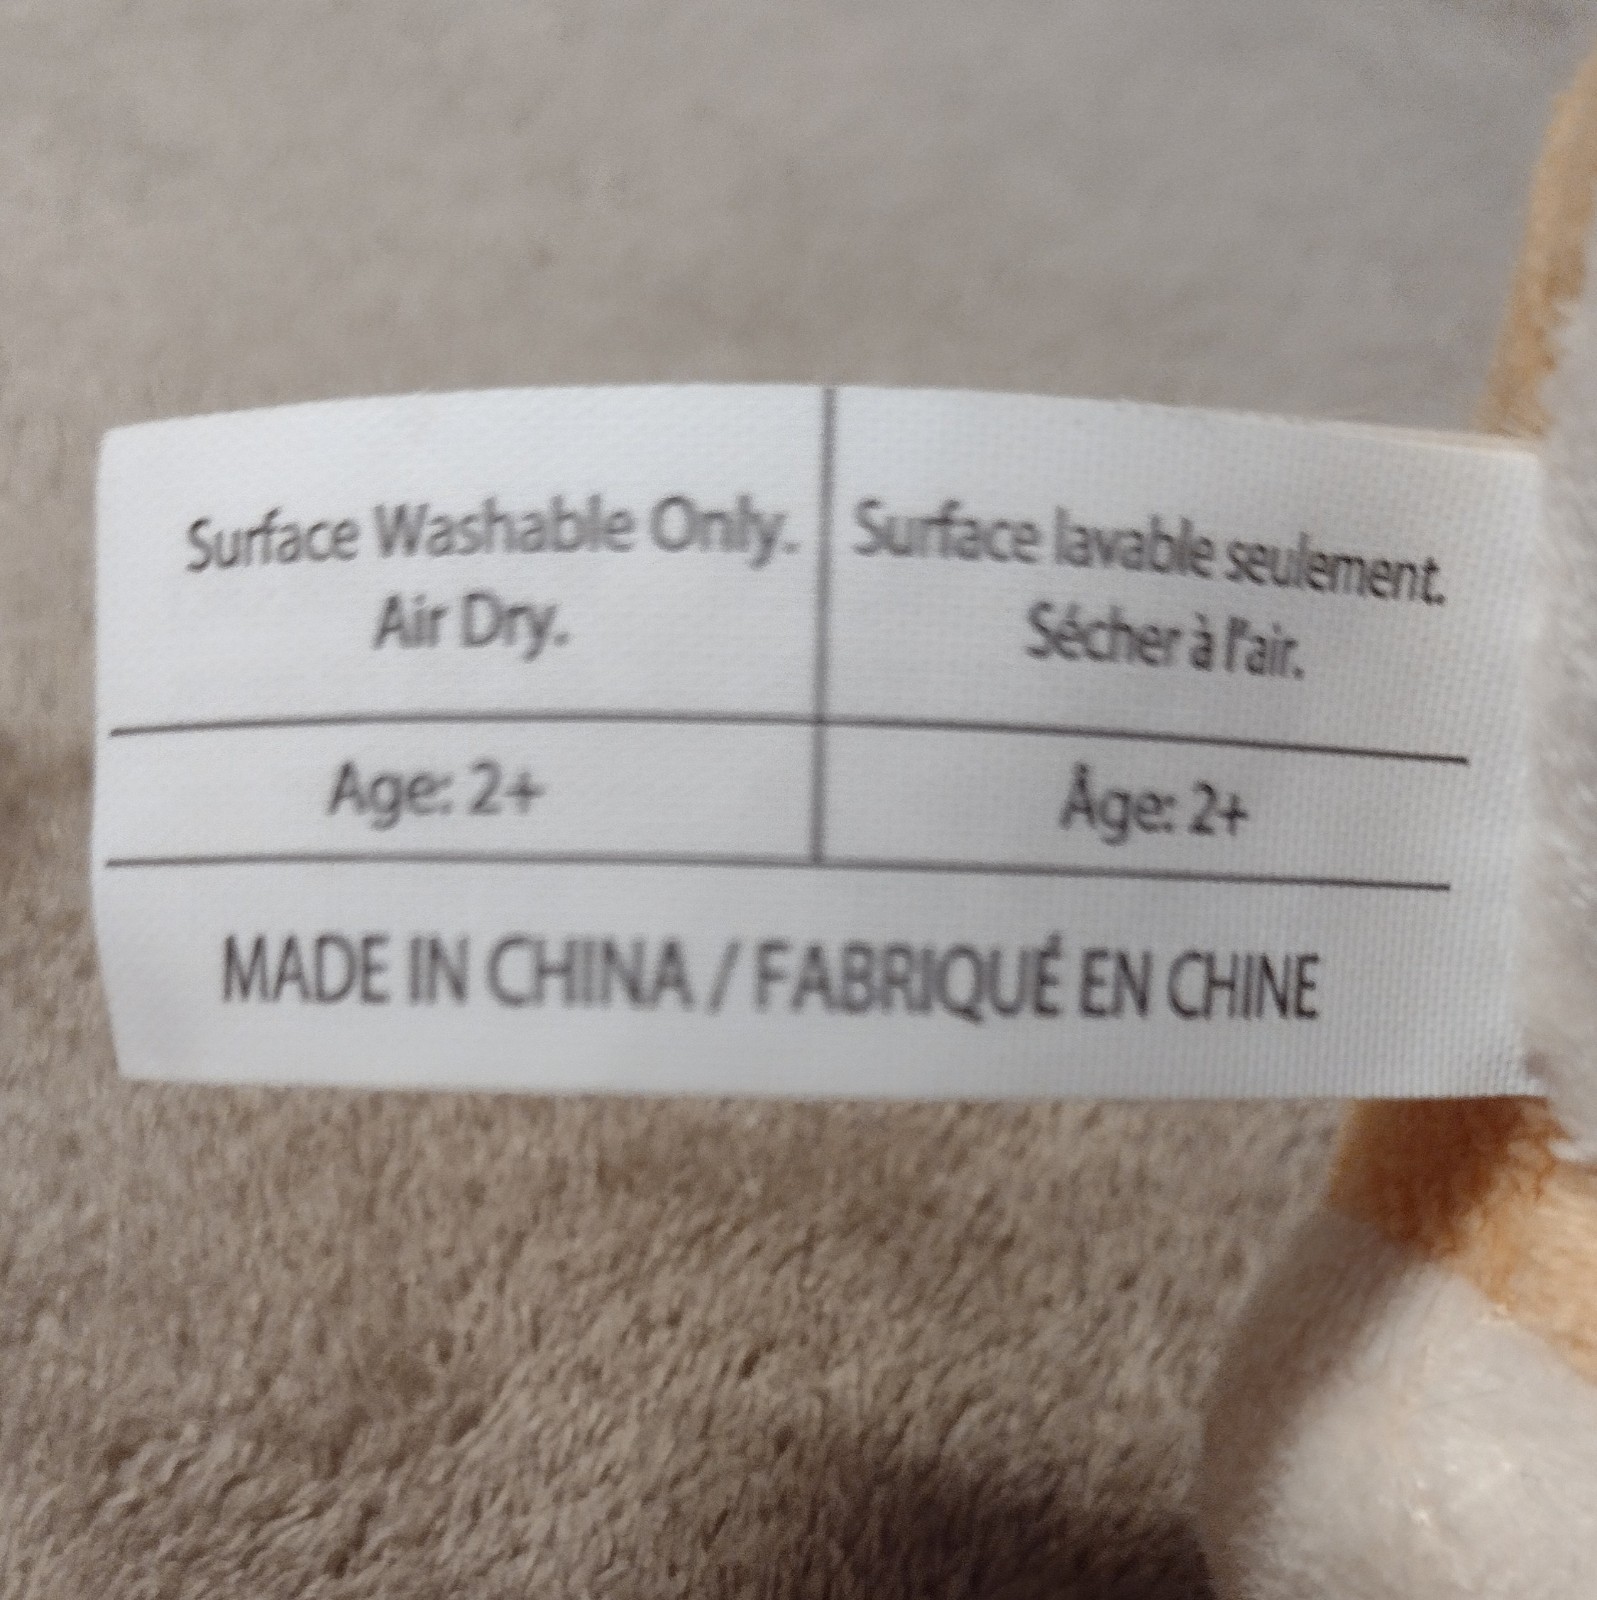 Surface Washable Only.
Air Dry.
Surface lavable seulement.
Sécher à l'air.
Age: 2+
Âge: 2+
MADE IN CHINA / FABRIQUÉ EN CHINE